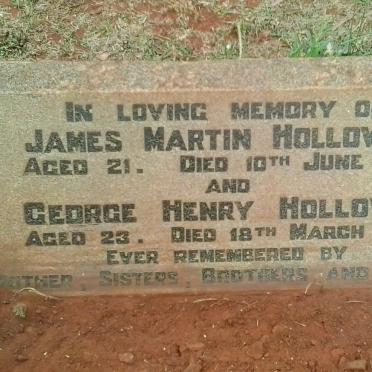 IN LOVING MEMORY O
JAMES MARTIN HOLLOW
AGED 21. DIED 10TH JUNE
AND
GEORGE HENRY HOLLOW
AGED 23. DIED 18TH MARCH
EVER REMEMBERED BY
MOTHER, SISTERS, BROTHERS AND